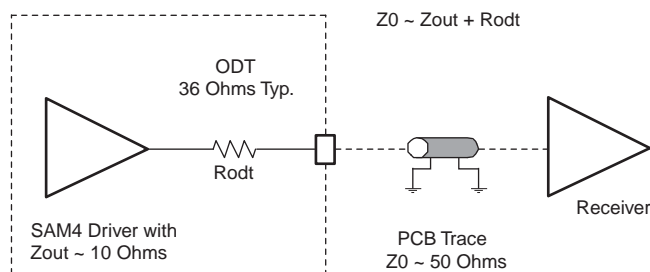 Z0 ~ Zout + Rodt
ODT
36 Ohms Typ.
Rodt
Receiver
SAM4 Driver with
Zout ~ 10 Ohms
PCB Trace
Z0 ~ 50 Ohms